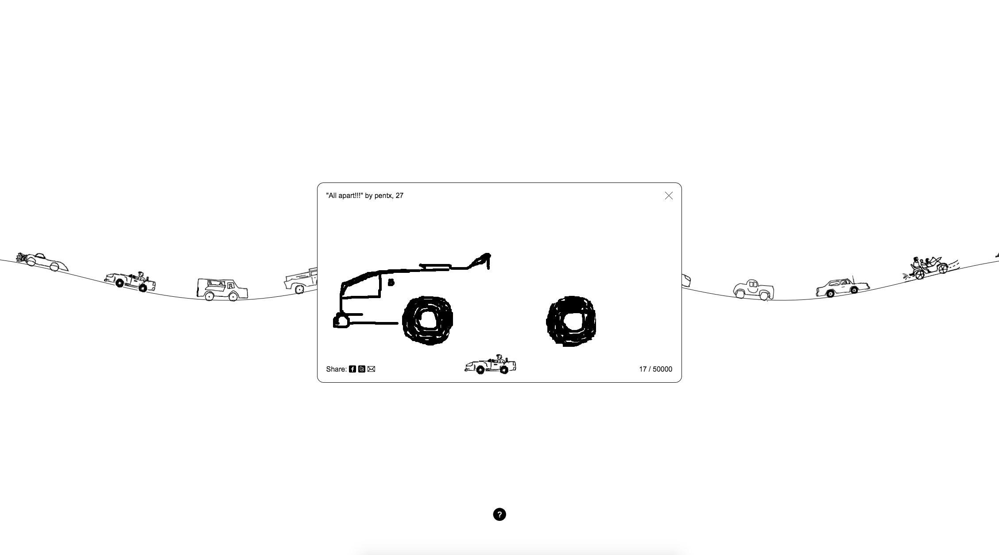 "All apart!!!" by pentx, 27
Share:
17 / 50000
?